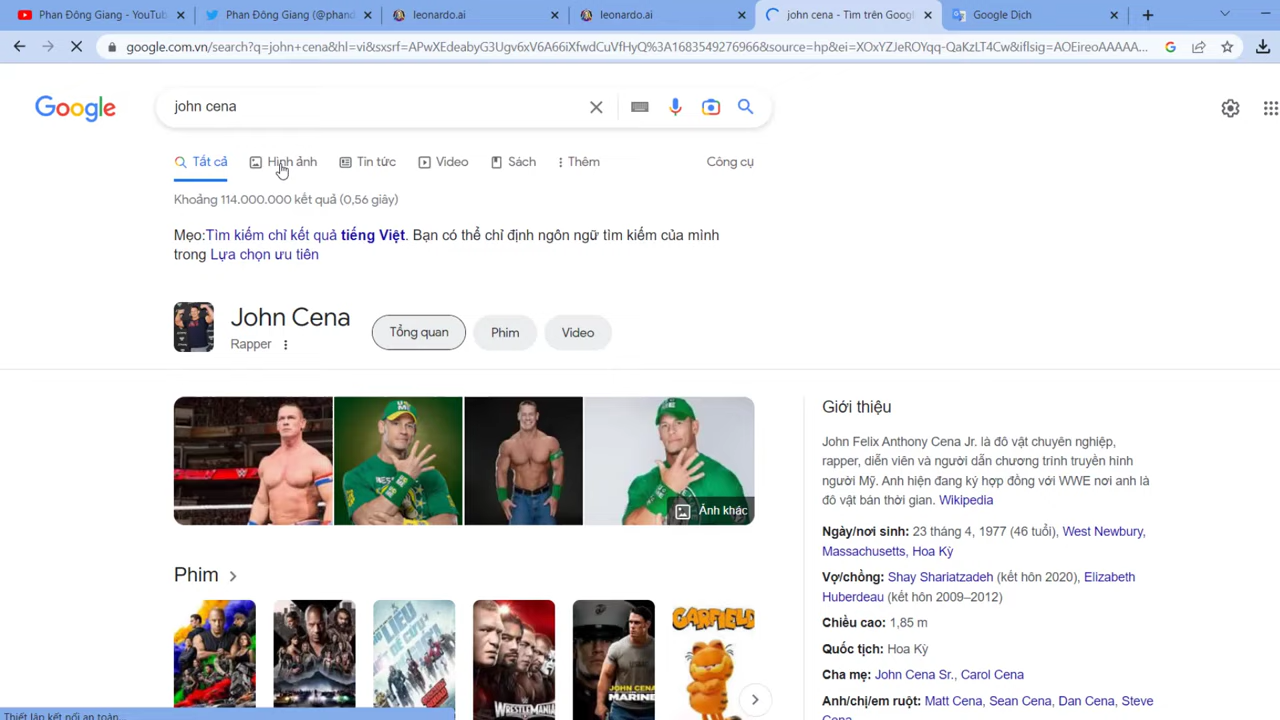 Phan Đông Giang - YouTub
Phan Đông Giang (@phand
leonardo.ai
leonardo.ai
john cena - Tìm trên Googl
Google Dịch
google.com.vn/search?q=john+cena&hl=vi&sxsrf=APwXEdeabyG3Ugv6xV6A66iXfwdCuVfHyQ%3A1683549276966&source=hp&ei=XOxYZJeROYqq-QaKzLT4Cw&iflsig=AOEireoAAAAA...
Google
john cena
Tất cả
Hình ảnh
Tin tức
Video
Sách
Thêm
Công cụ
Khoảng 114.000.000 kết quả (0,56 giây)
Mẹo:Tìm kiếm chỉ kết quả tiếng Việt. Bạn có thể chỉ định ngôn ngữ tìm kiếm của mình
trong Lựa chọn ưu tiên
John Cena
Rapper
Tổng quan
Phim
Video
Ảnh khác
Giới thiệu
John Felix Anthony Cena Jr. là đô vật chuyên nghiệp,
rapper, diễn viên và người dẫn chương trình truyền hình
người Mỹ. Anh hiện đang ký hợp đồng với WWE nơi anh là
đô vật bán thời gian. Wikipedia
Ngày/nơi sinh: 23 tháng 4, 1977 (46 tuổi), West Newbury,
Massachusetts, Hoa Kỳ
Vợ/chồng: Shay Shariatzadeh (kết hôn 2020), Elizabeth
Huberdeau (kết hôn 2009–2012)
Chiều cao: 1,85 m
Quốc tịch: Hoa Kỳ
Cha mẹ: John Cena Sr., Carol Cena
Anh/chị/em ruột: Matt Cena, Sean Cena, Dan Cena, Steve
Phim
GARFIELD
JOHN CENA
MARINE
WRESTLEMANIA
Thiết lập kết nối an toàn...